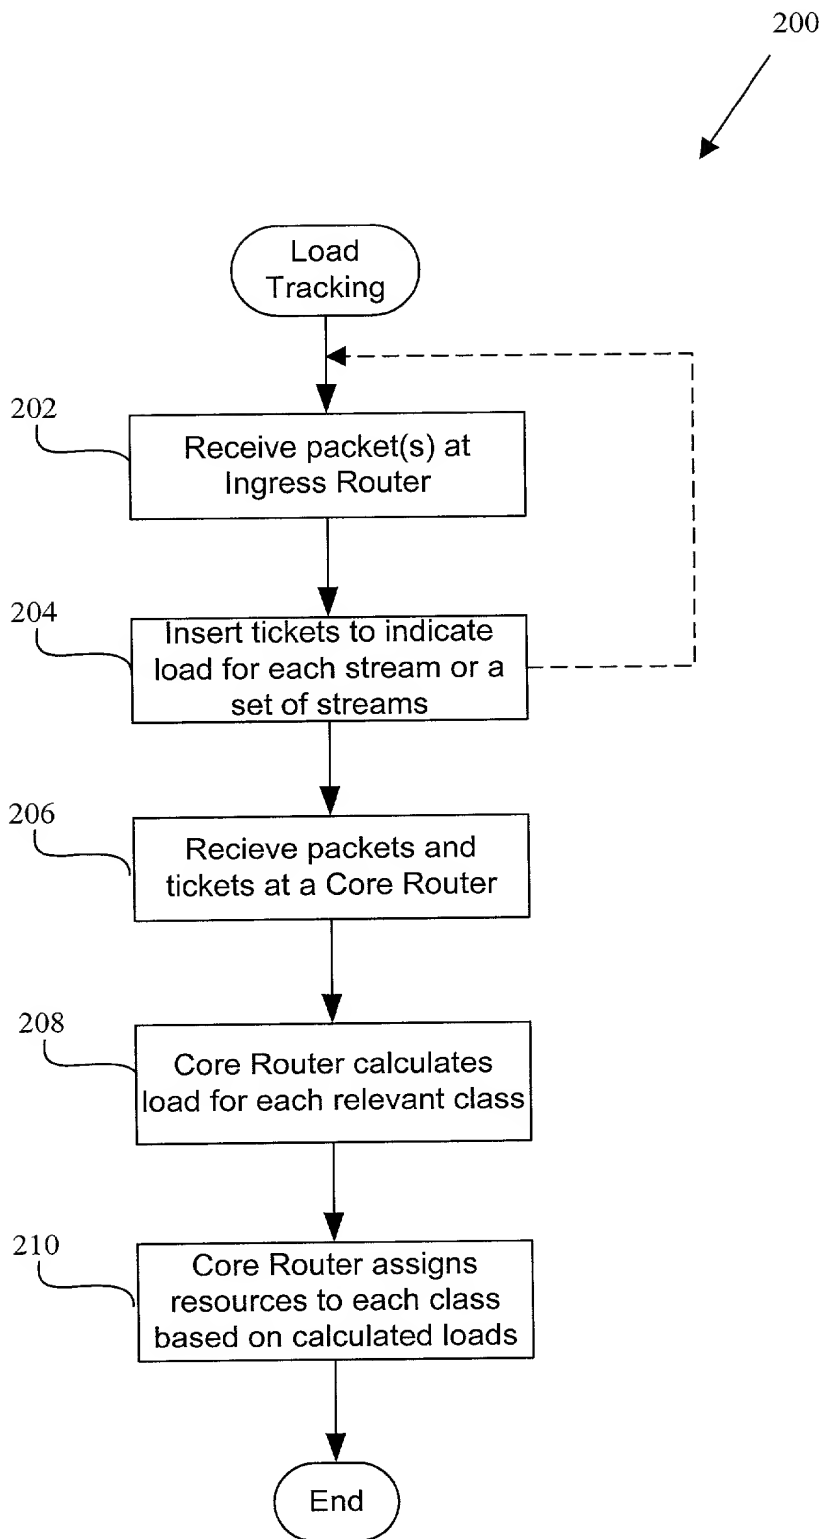 200
Load
Tracking
202
Receive packet(s) at
Ingress Router
204
Insert tickets to indicate
load for each stream or a
set of streams
206
Recieve packets and
tickets at a Core Router
208
Core Router calculates
load for each relevant class
210
Core Router assigns
resources to each class
based on calculated loads
End